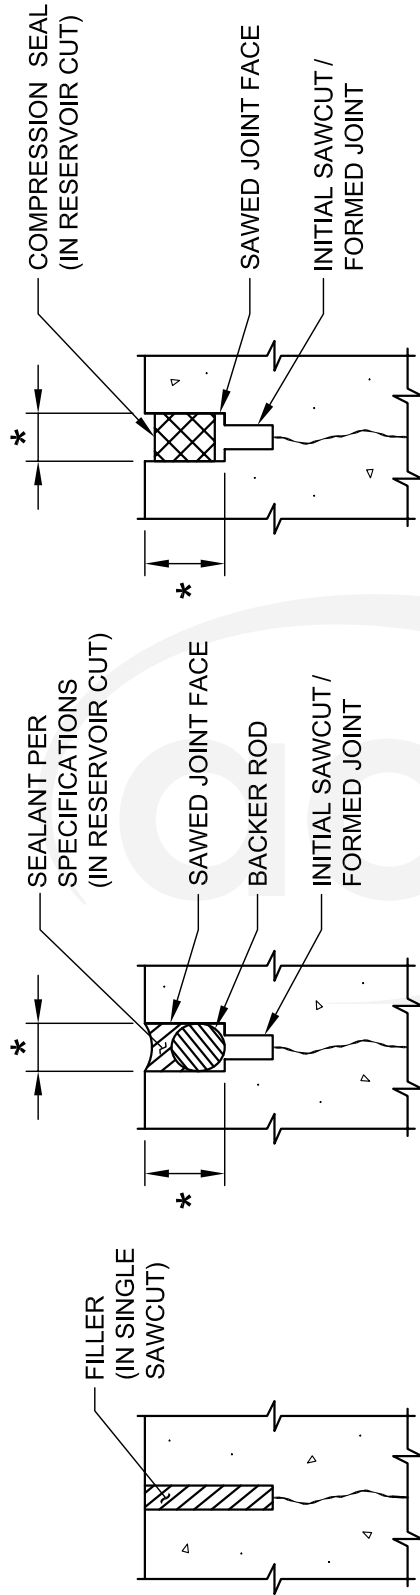 FILLER
(IN SINGLE
SAWCUT)
*
*
SEALANT PER
SPECIFICATIONS
(IN RESERVOIR CUT)
SAWED JOINT FACE
BACKER ROD
INITIAL SAWCUT /
FORMED JOINT
*
*
COMPRESSION SEAL
(IN RESERVOIR CUT)
SAWED JOINT FACE
INITIAL SAWCUT /
FORMED JOINT